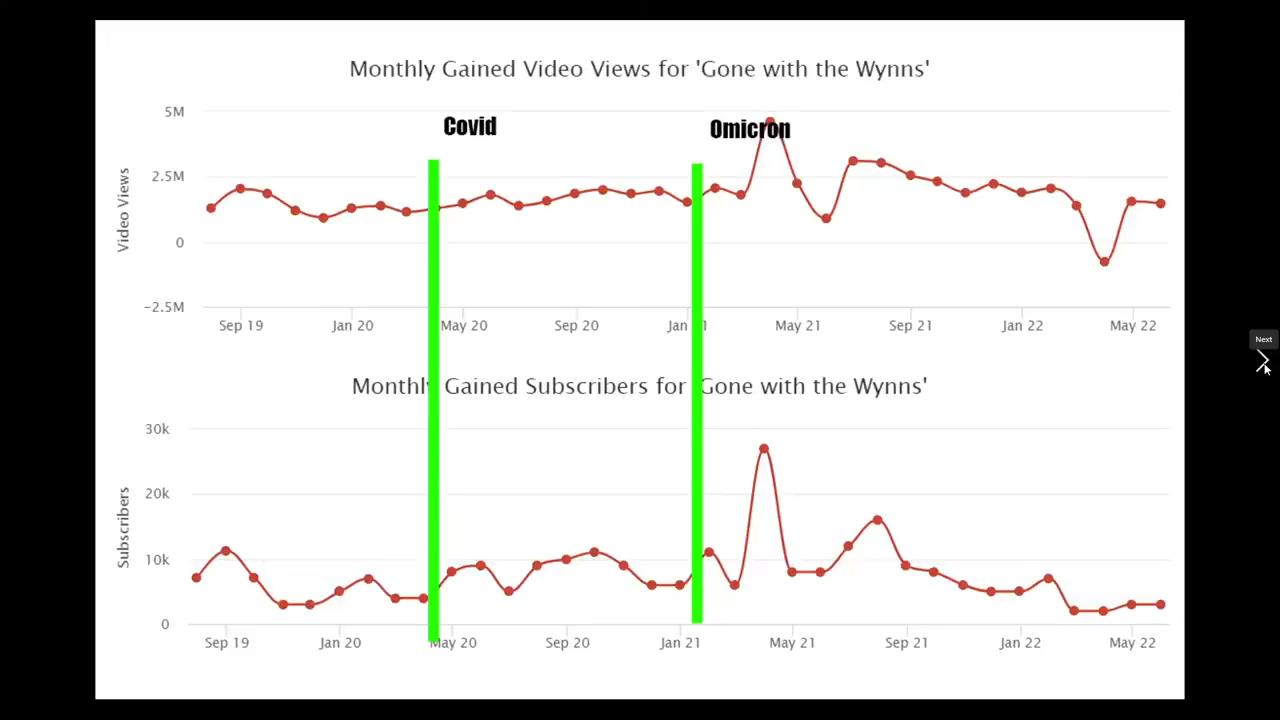 Monthly Gained Video Views for 'Gone with the Wynns'
5M
Covid
Omicron
2.5M
Video Views
0
−2.5M
Sep 19
Jan 20
May 20
Sep 20
Jan 1
May 21
Sep 21
Jan 22
May 22
Next
Monthly Gained Subscribers for 'Gone with the Wynns'
30k
20k
Subscribers
10k
0
Sep 19
Jan 20
May 20
Sep 20
Jan 21
May 21
Sep 21
Jan 22
May 22